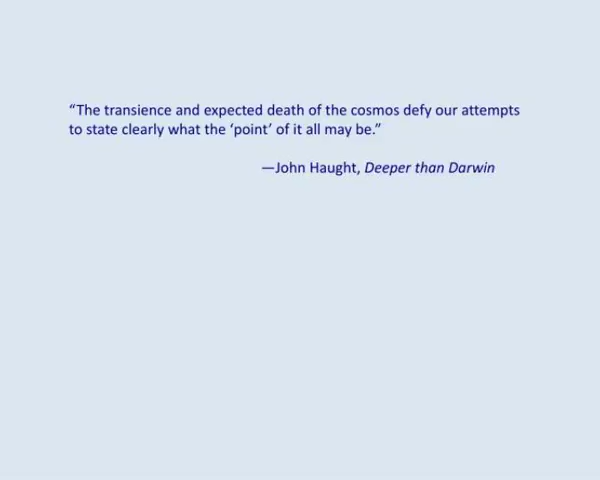 “The transience and expected death of the cosmos defy our attempts
to state clearly what the ‘point’ of it all may be.”
—John Haught, Deeper than Darwin